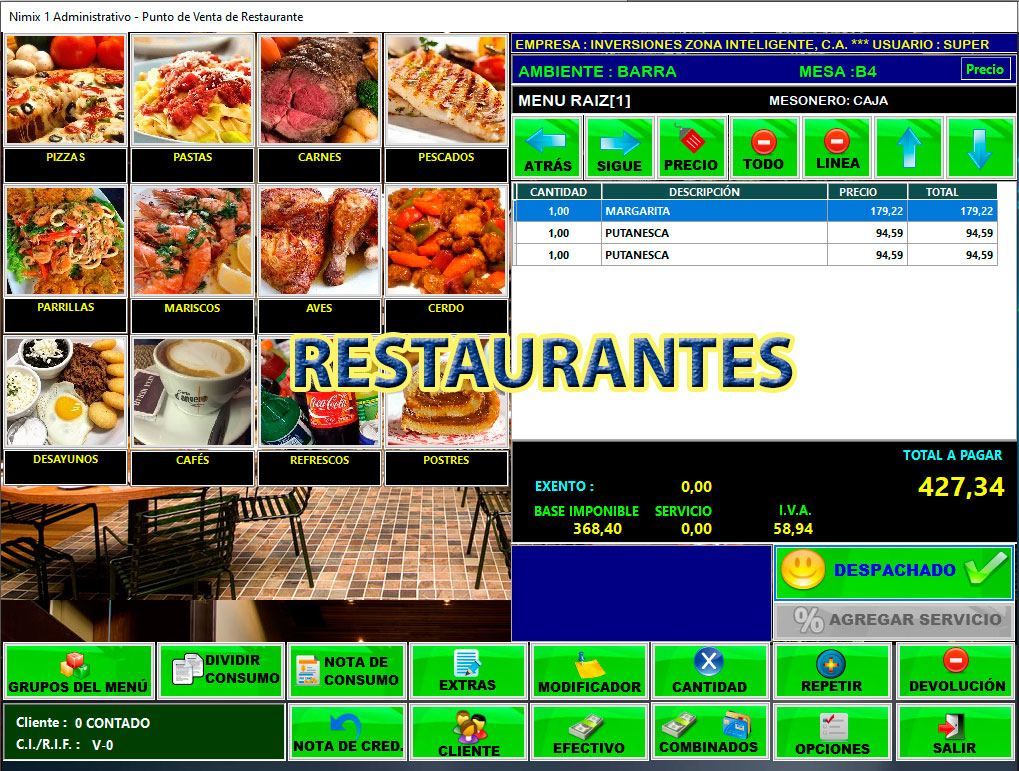 Nimix 1 Administrativo - Punto de Venta de Restaurante
EMPRESA : INVERSIONES ZONA INTELIGENTE, C.A. *** USUARIO : SUPER
AMBIENTE : BARRA MESA :B4 Precio
MENU RAIZ[1] MESONERO: CAJA
ATRÁS SIGUE PRECIO TODO LINEA
CANTIDAD DESCRIPCIÓN PRECIO TOTAL
1,00 MARGARITA 179,22 179,22
1,00 PUTANESCA 94,59 94,59
1,00 PUTANESCA 94,59 94,59
PIZZAS PASTAS CARNES PESCADOS
PARRILLAS MARISCOS AVES CERDO
RESTAURANTES
Coca-Cola
DESAYUNOS CAFÉS REFRESCOS POSTRES
TOTAL A PAGAR
427,34
EXENTO : 0,00
BASE IMPONIBLE SERVICIO I.V.A.
368,40 0,00 58,94
DESPACHADO
% AGREGAR SERVICIO
GRUPOS DEL MENÚ
DIVIDIR
CONSUMO
NOTA DE
CONSUMO
EXTRAS
MODIFICADOR
CANTIDAD
REPETIR
DEVOLUCIÓN
Cliente : 0 CONTADO
C.I./R.I.F. : V-0
NOTA DE CRED.
CLIENTE
EFECTIVO
COMBINADOS
OPCIONES
SALIR